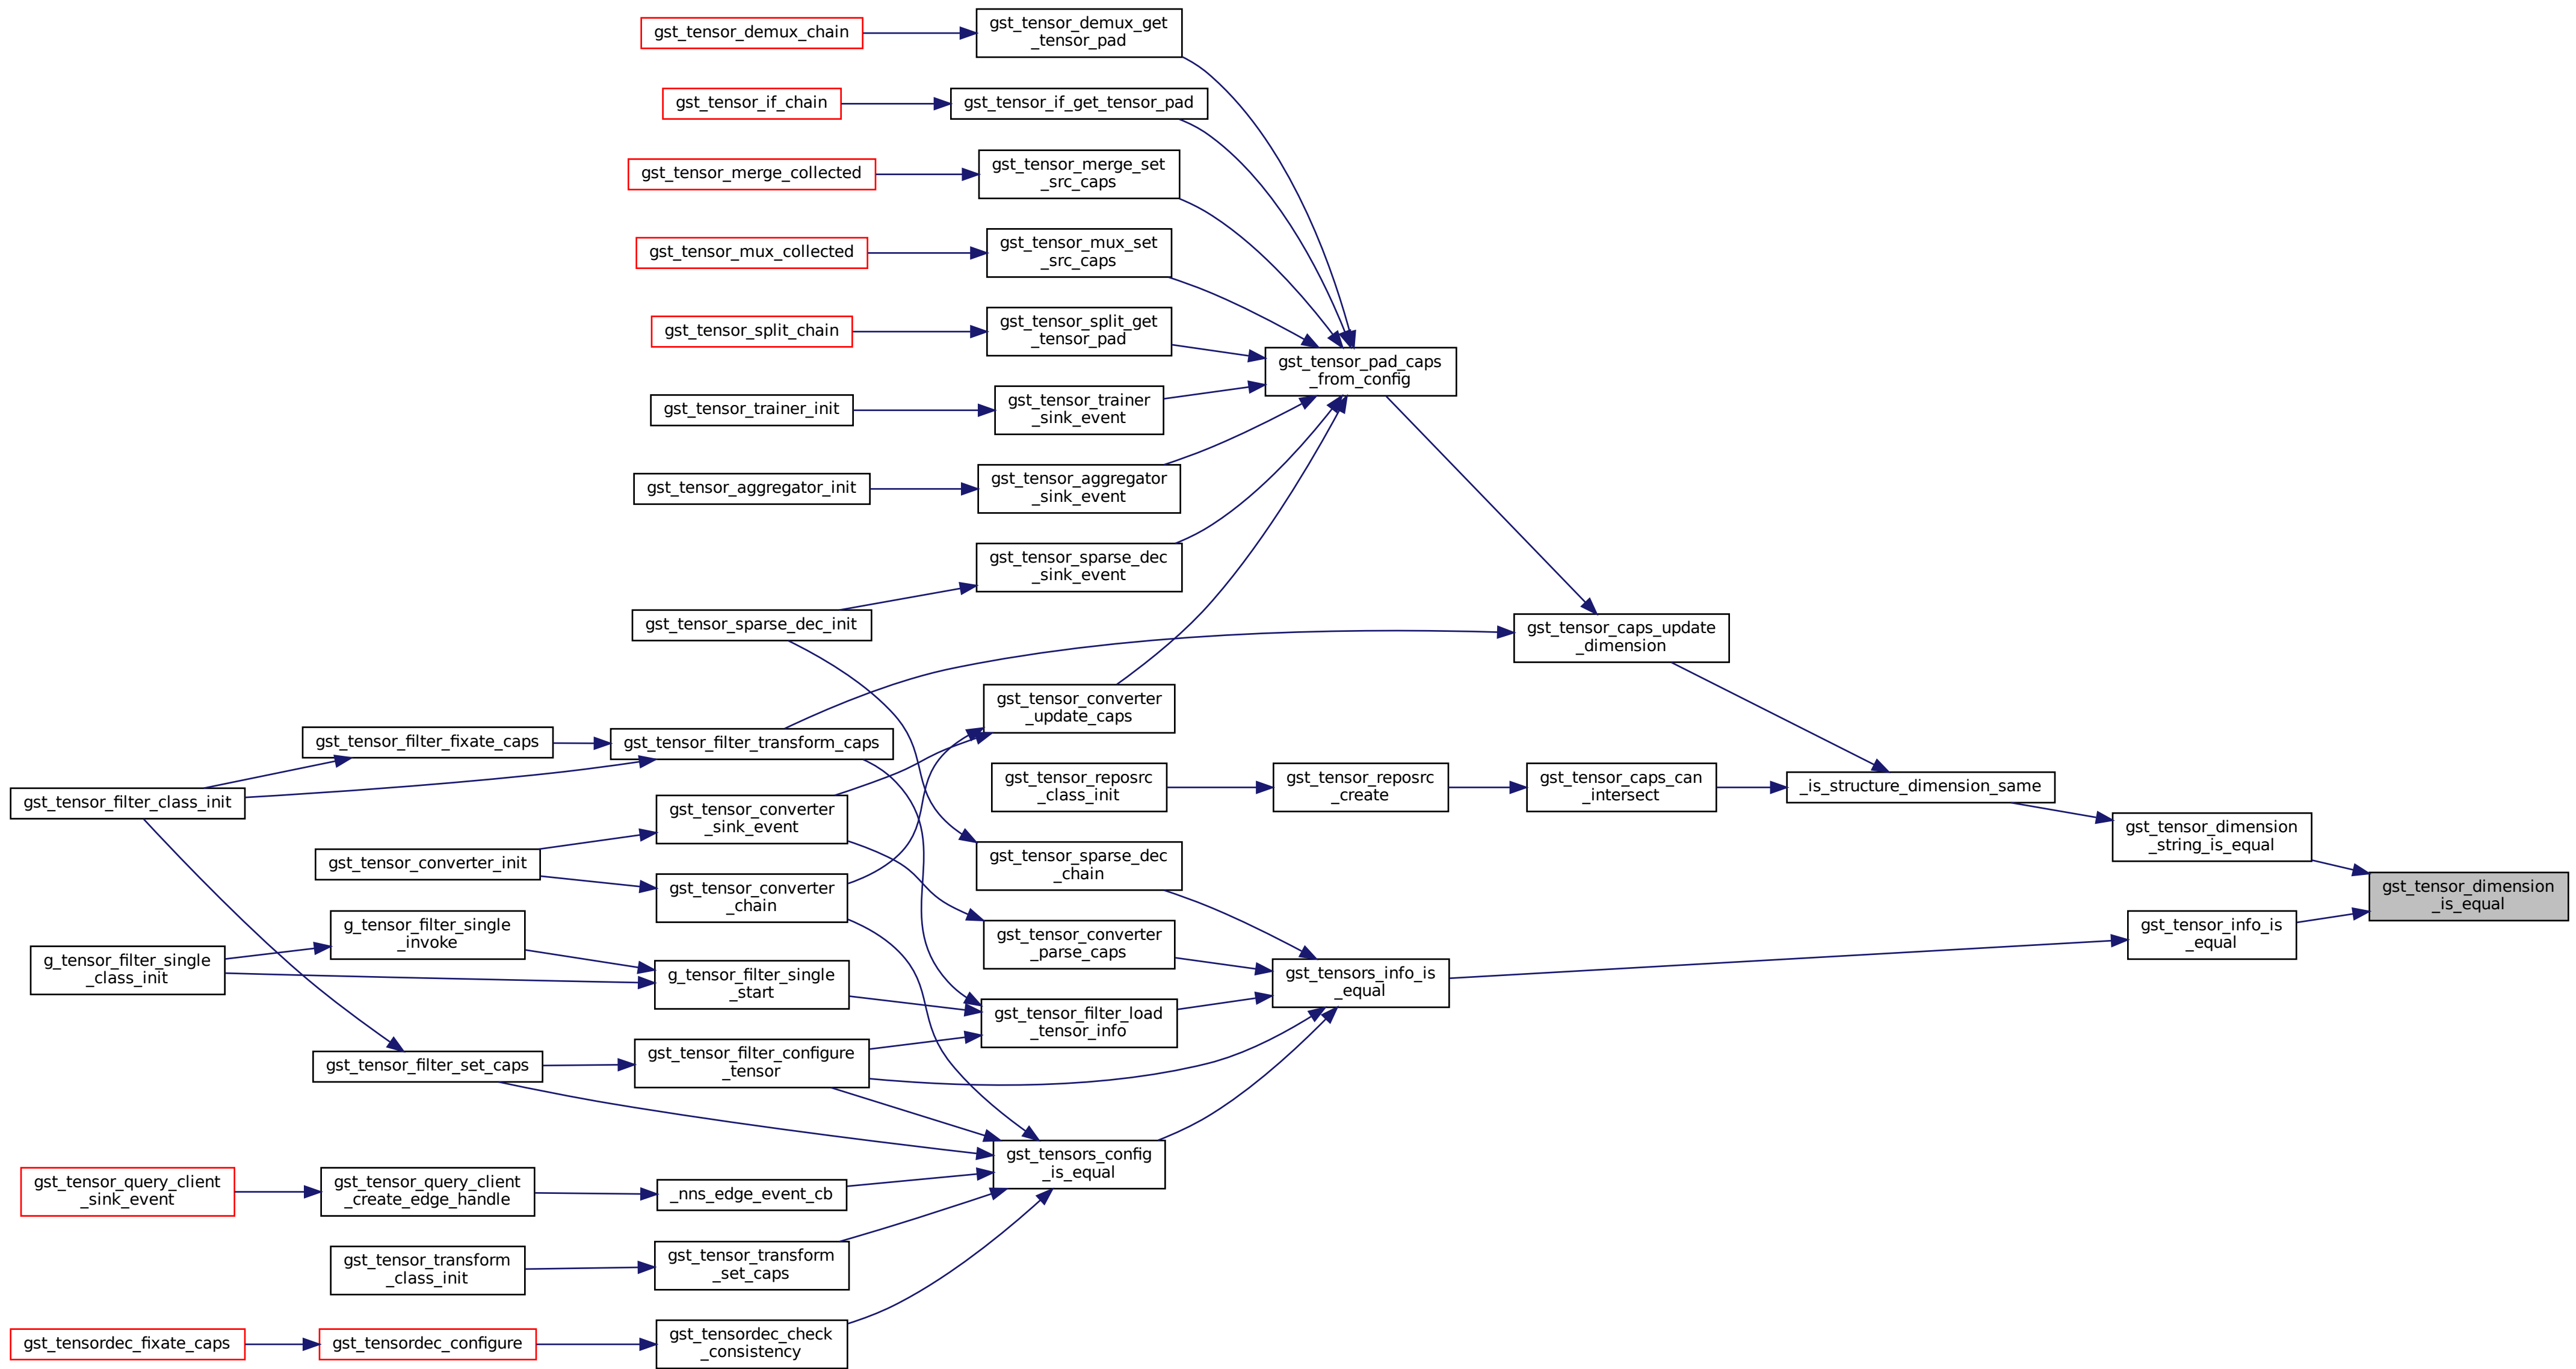 gst_tensor_demux_chain
gst_tensor_demux_get
_tensor_pad
gst_tensor_if_chain
gst_tensor_if_get_tensor_pad
gst_tensor_merge_collected
gst_tensor_merge_set
_src_caps
gst_tensor_mux_collected
gst_tensor_mux_set
_src_caps
gst_tensor_split_chain
gst_tensor_split_get
_tensor_pad
gst_tensor_pad_caps
_from_config
gst_tensor_trainer_init
gst_tensor_trainer
_sink_event
gst_tensor_aggregator_init
gst_tensor_aggregator
_sink_event
gst_tensor_sparse_dec
_sink_event
gst_tensor_sparse_dec_init
gst_tensor_caps_update
_dimension
gst_tensor_converter
_update_caps
gst_tensor_filter_fixate_caps
gst_tensor_filter_transform_caps
gst_tensor_reposrc
_class_init
gst_tensor_reposrc
_create
gst_tensor_caps_can
_intersect
_is_structure_dimension_same
gst_tensor_filter_class_init
gst_tensor_converter
_sink_event
gst_tensor_dimension
_string_is_equal
gst_tensor_converter_init
gst_tensor_sparse_dec
_chain
gst_tensor_converter
_chain
gst_tensor_dimension
_is_equal
g_tensor_filter_single
_invoke
gst_tensor_converter
_parse_caps
gst_tensor_info_is
_equal
g_tensor_filter_single
_class_init
g_tensor_filter_single
_start
gst_tensors_info_is
_equal
gst_tensor_filter_load
_tensor_info
gst_tensor_filter_set_caps
gst_tensor_filter_configure
_tensor
gst_tensors_config
_is_equal
gst_tensor_query_client
_sink_event
gst_tensor_query_client
_create_edge_handle
_nns_edge_event_cb
gst_tensor_transform
_class_init
gst_tensor_transform
_set_caps
gst_tensordec_fixate_caps
gst_tensordec_configure
gst_tensordec_check
_consistency